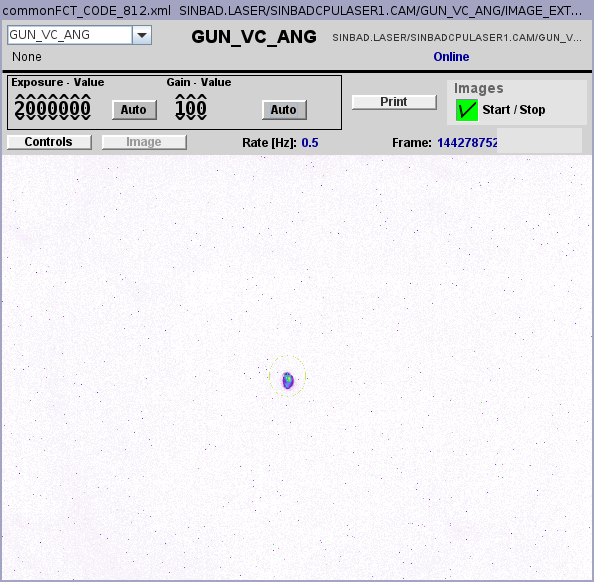 commonFCT_CODE_812.xml SINBAD.LASER/SINBADCPULASER1.CAM/GUN_VC_ANG/IMAGE_EXT...
GUN_VC_ANG GUN_VC_ANG SINBAD.LASER/SINBADCPULASER1.CAM/GUN_V...
None Online
Exposure - Value Gain - Value Images
2000000 Auto 100 Auto Print Start / Stop
Controls Image Rate [Hz]: 0.5 Frame: 144278752